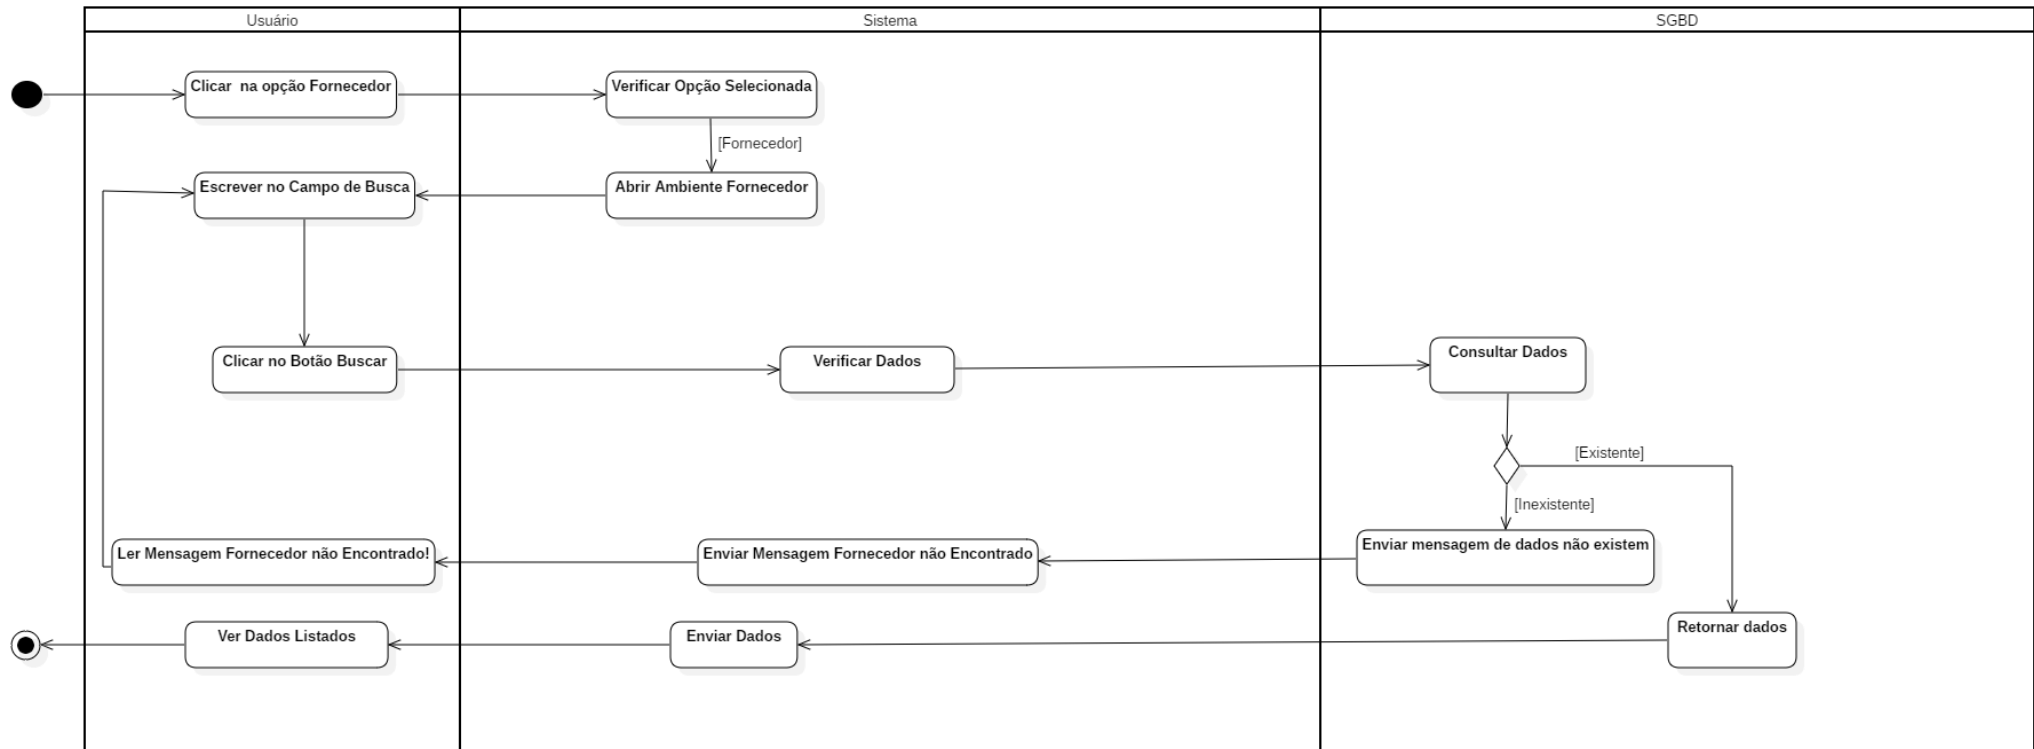 Usuário
Sistema
SGBD
Clicar na opção Fornecedor
Verificar Opção Selecionada
[Fornecedor]
Escrever no Campo de Busca
Abrir Ambiente Fornecedor
Clicar no Botão Buscar
Verificar Dados
Consultar Dados
[Existente]
[Inexistente]
Ler Mensagem Fornecedor não Encontrado!
Enviar Mensagem Fornecedor não Encontrado
Enviar mensagem de dados não existem
Ver Dados Listados
Enviar Dados
Retornar dados